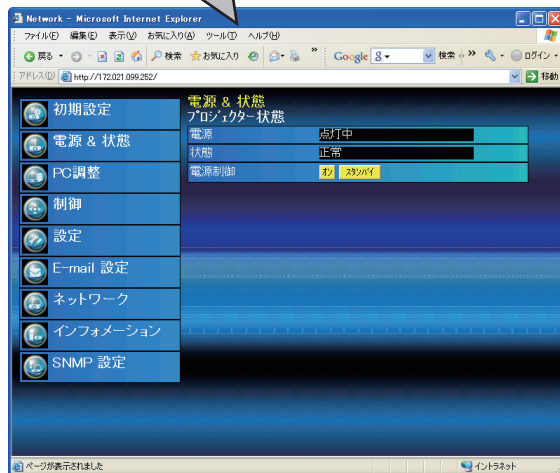 Network - Microsoft Internet Explorer
ファイル(F) 編集(E) 表示(V) お気に入り(A) ツール(T) ヘルプ(H)
戻る 検索 お気に入り » Google 検索 » ログイン
アドレス(D) http://172.021.099.252/ 移動
初期設定
電源 & 状態
PC調整
制御
設定
E-mail 設定
ネットワーク
インフォメーション
SNMP 設定
電源 & 状態
プロジェクター状態
電源 点灯中
状態 正常
電源制御 オン スタンバイ
ページが表示されました イントラネット